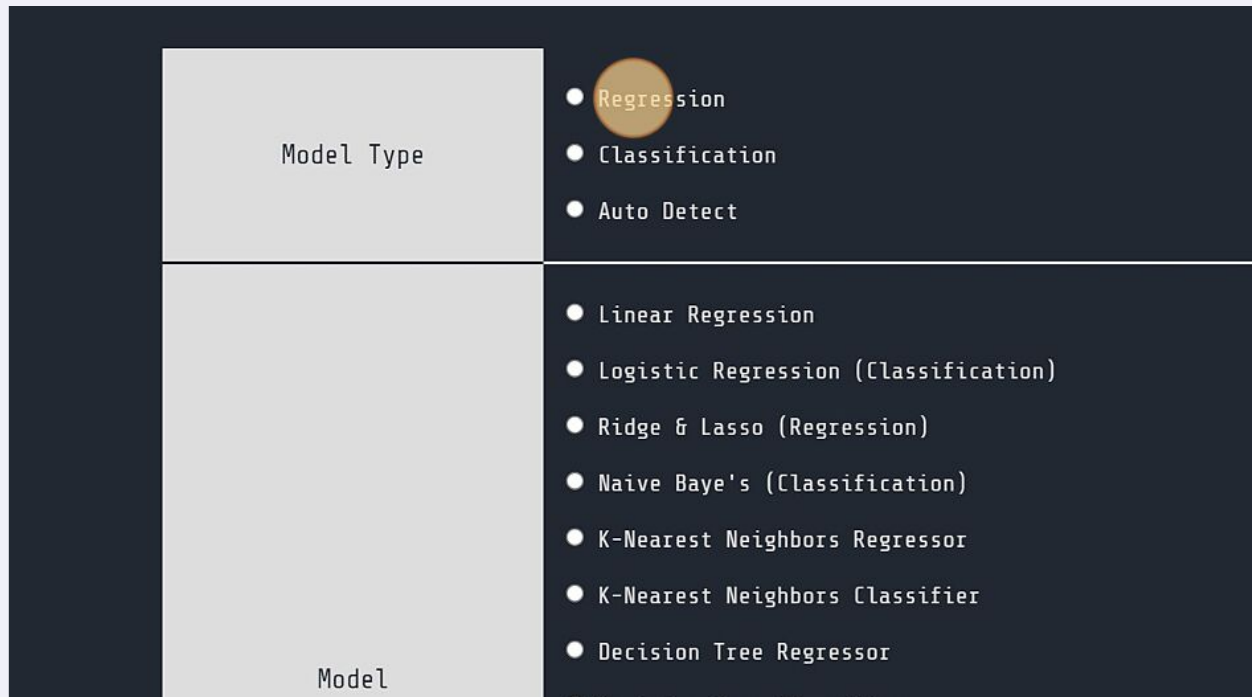 Model Type
Regression
Classification
Auto Detect
Model
Linear Regression
Logistic Regression (Classification)
Ridge & Lasso (Regression)
Naive Baye's (Classification)
K-Nearest Neighbors Regressor
K-Nearest Neighbors Classifier
Decision Tree Regressor